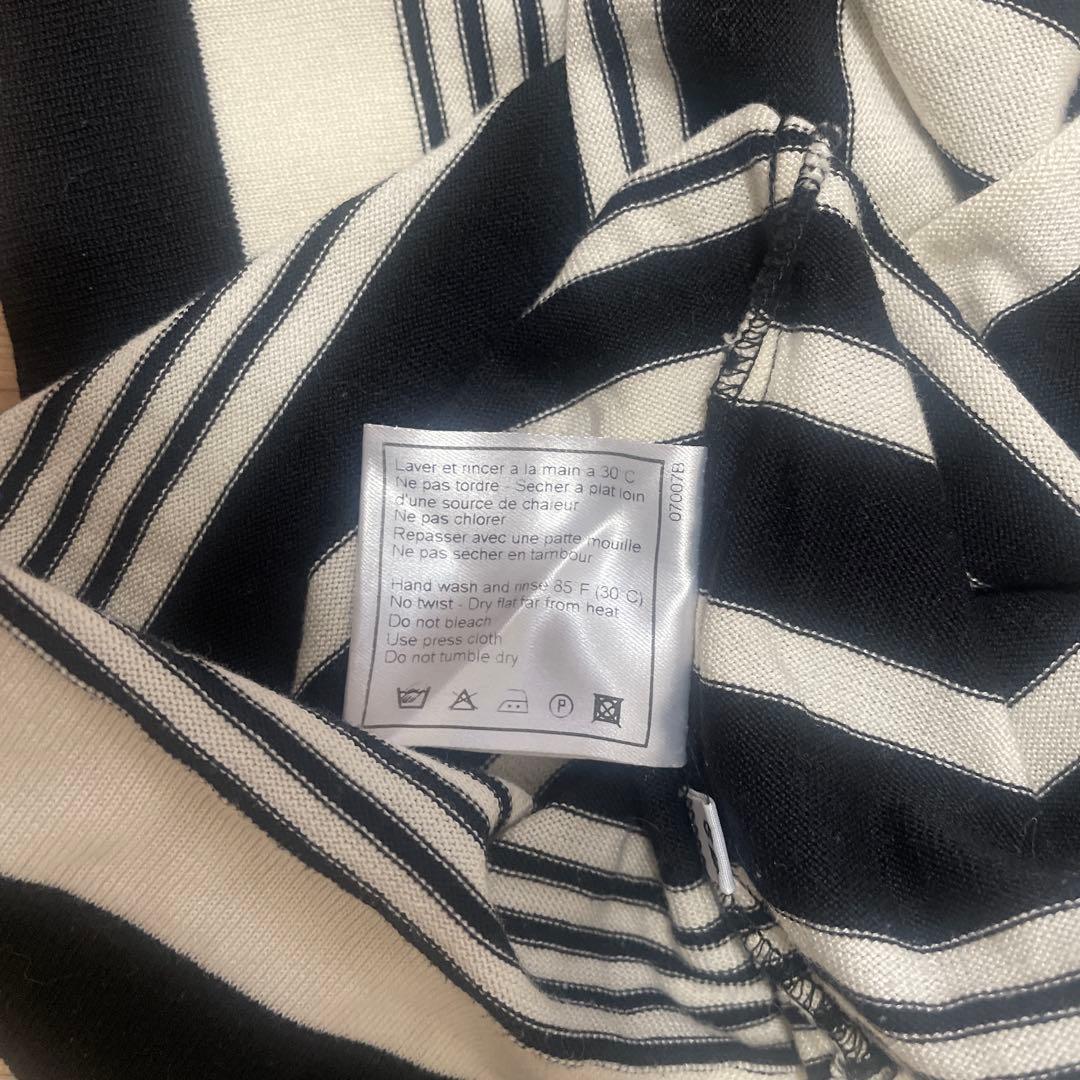 Laver et rincer a la main a 30 C
Ne pas tordre - Secher a plat loin
d'une source de chaleur
Ne pas chlorer
Repasser avec une patte mouille
Ne pas secher en tambour
Hand wash and rinse 85 F (30 C)
No twist - Dry flat far from heat
Do not bleach
Use press cloth
Do not tumble dry
P
07007B